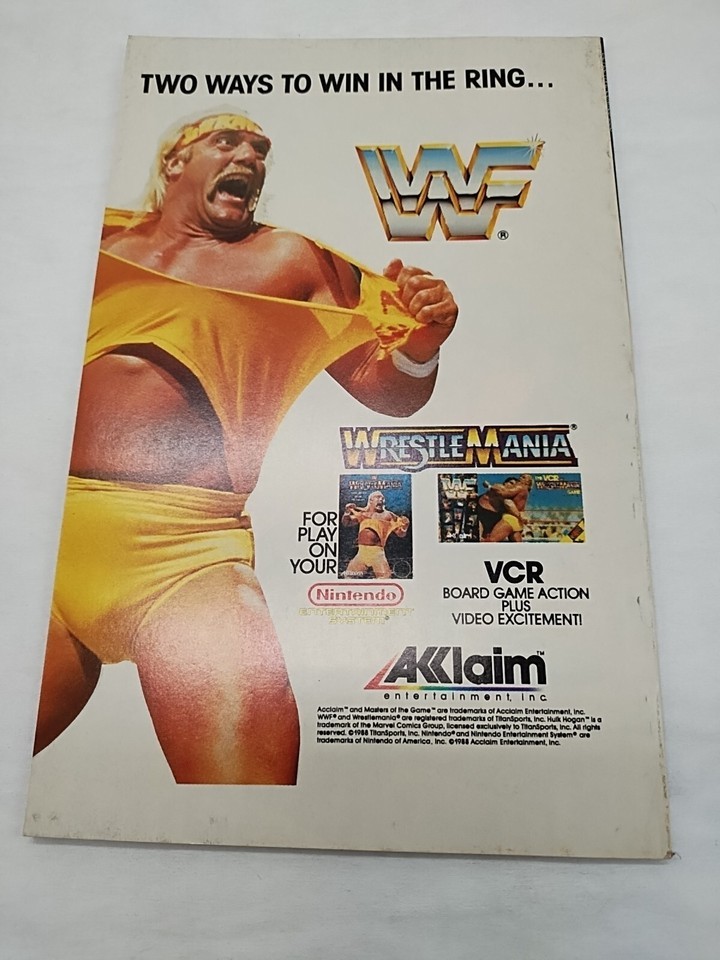 TWO WAYS TO WIN IN THE RING...
WWF®
WRESTLEMANIA®
FOR
PLAY
ON
YOUR
WRESTLEMANIA
Nintendo
ENTERTAINMENT
SYSTEM®
VCR
VCR
BOARD GAME ACTION
PLUS
VIDEO EXCITEMENT!
AKKlaim™
entertainment, inc.
Acclaim™ and Masters of the Game™ are trademarks of Acclaim Entertainment, Inc.
WWF® and Wrestlemania® are registered trademarks of TitanSports, Inc. Hulk Hogan™ is a
trademark of the Marvel Comics Group, licensed exclusively to TitanSports, Inc. All rights
reserved. ©1988 TitanSports, Inc. Nintendo® and Nintendo Entertainment System® are
trademarks of Nintendo of America, Inc. ©1988 Acclaim Entertainment, Inc.